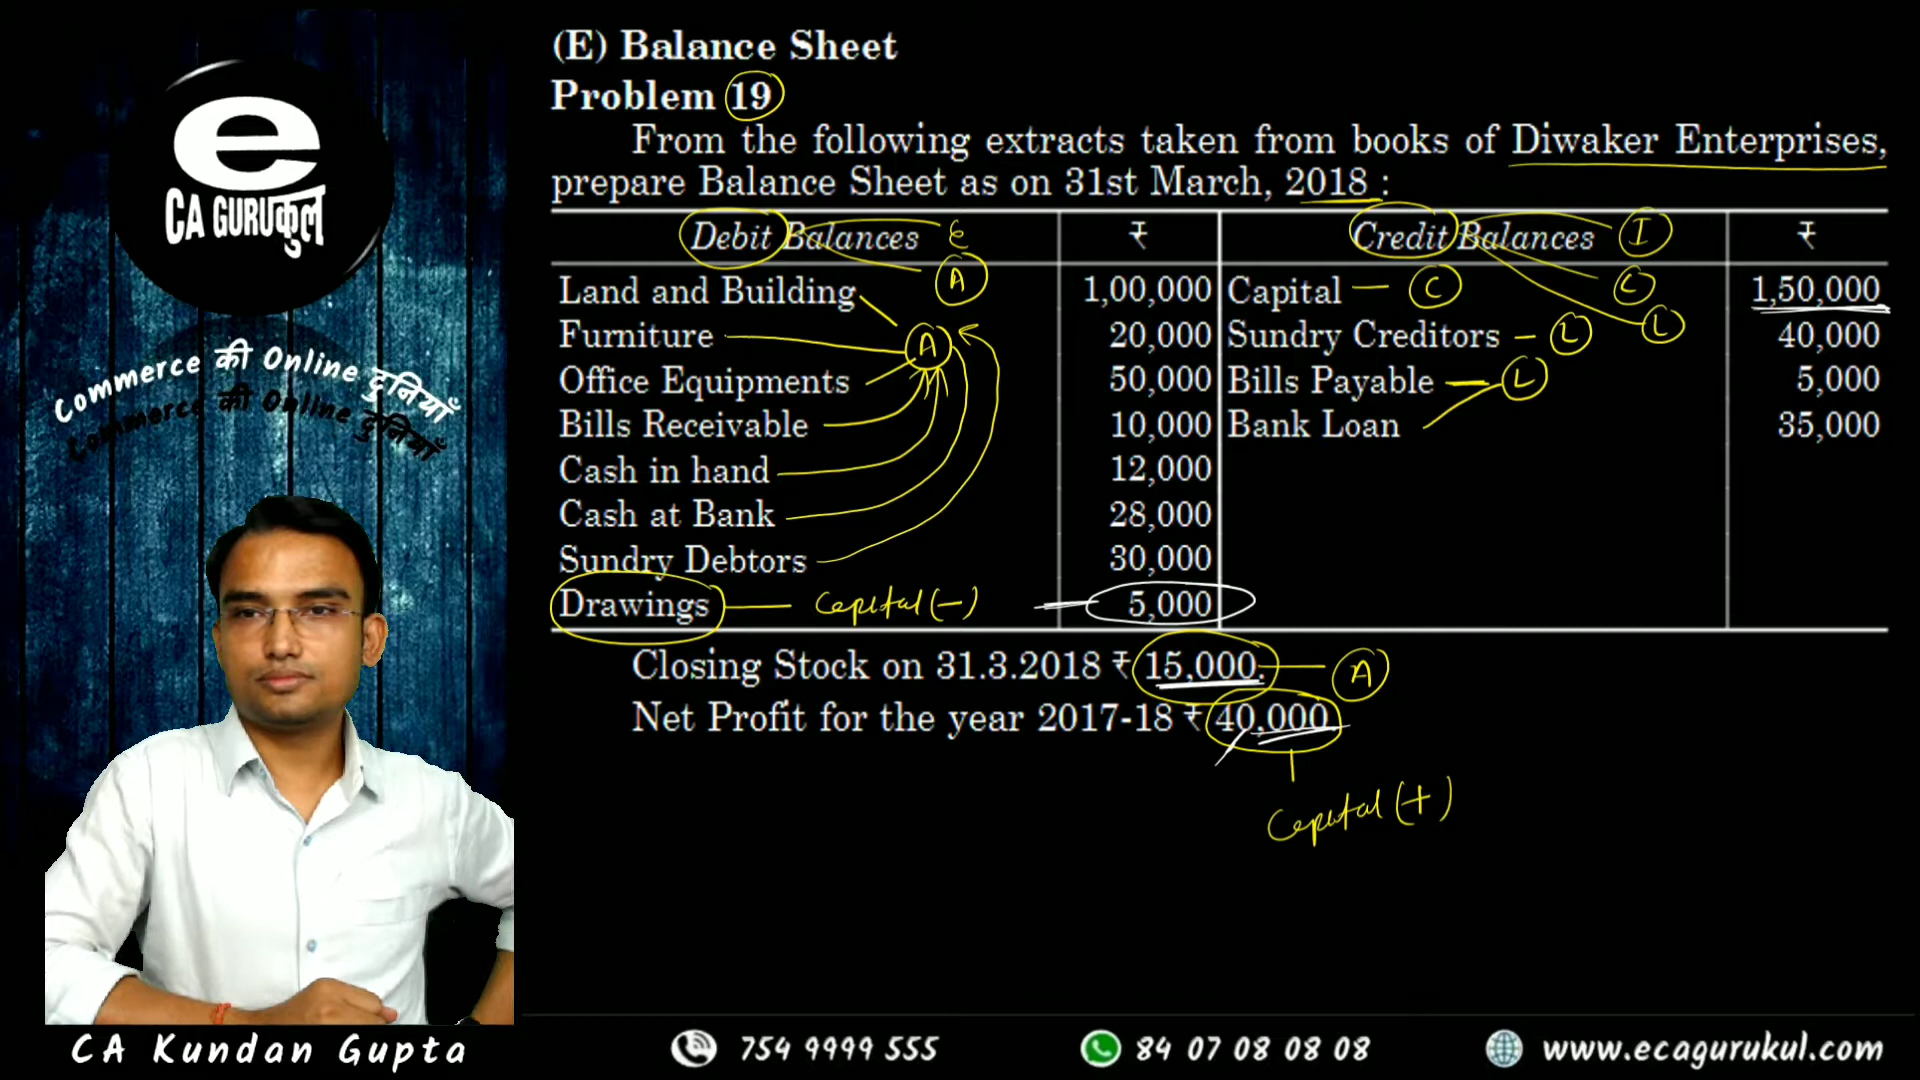 (E) Balance Sheet
Problem 19
From the following extracts taken from books of Diwaker Enterprises,
prepare Balance Sheet as on 31st March, 2018 :
Debit Balances E ₹ Credit Balances I ₹
A
Land and Building 1,00,000 Capital — C C 1,50,000
Furniture A 20,000 Sundry Creditors – L L 40,000
Office Equipments 50,000 Bills Payable — L 5,000
Bills Receivable 10,000 Bank Loan 35,000
Cash in hand 12,000
Cash at Bank 28,000
Sundry Debtors 30,000
Drawings — Capital (−) 5,000
Closing Stock on 31.3.2018 ₹ 15,000. — A
Net Profit for the year 2017-18 ₹ 40,000.
Capital (+)
e
CA GURUकुल
Commerce की Online दुनियाँ
Commerce की Online दुनियाँ
CA Kundan Gupta
754 9999 555
84 07 08 08 08
www.ecagurukul.com